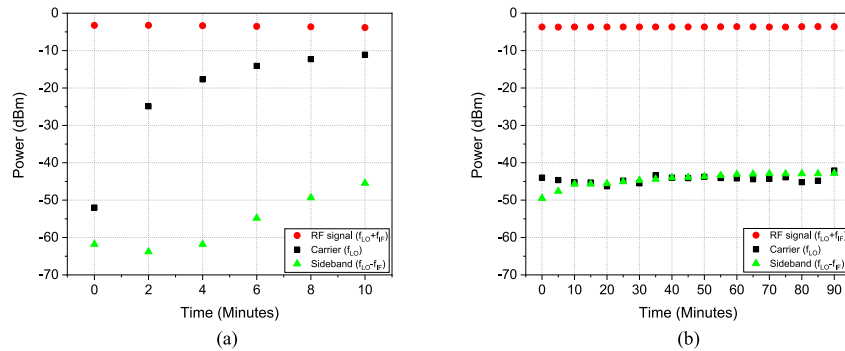 0
-10
-20
-30
-40
-50
-60
-70
Power (dBm)
RF signal (fLO+fIF)
Carrier (fLO)
Sideband (fLO-fIF)
0 2 4 6 8 10
Time (Minutes)
(a)
0
-10
-20
-30
-40
-50
-60
-70
Power (dBm)
RF signal (fLO+fIF)
Carrier (fLO)
Sideband (fLO-fIF)
0 10 20 30 40 50 60 70 80 90
Time (Minutes)
(b)